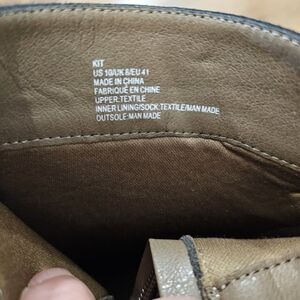 KIT
US 10/UK 8/EU 41
MADE IN CHINA
FABRIQUÉ EN CHINE
UPPER:TEXTILE
INNER LINING/SOCK:TEXTILE/MAN MADE
OUTSOLE:MAN MADE